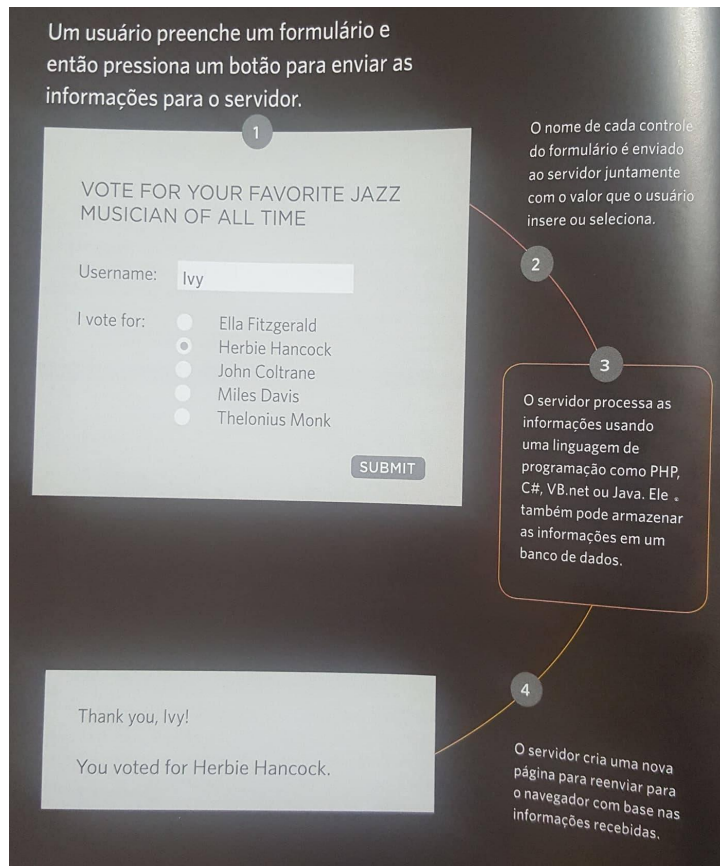 Um usuário preenche um formulário e
então pressiona um botão para enviar as
informações para o servidor.
1
VOTE FOR YOUR FAVORITE JAZZ
MUSICIAN OF ALL TIME
Username: Ivy
I vote for: Ella Fitzgerald
Herbie Hancock
John Coltrane
Miles Davis
Thelonius Monk
SUBMIT
O nome de cada controle
do formulário é enviado
ao servidor juntamente
com o valor que o usuário
insere ou seleciona.
2
3
O servidor processa as
informações usando
uma linguagem de
programação como PHP,
C#, VB.net ou Java. Ele
também pode armazenar
as informações em um
banco de dados.
4
Thank you, Ivy!
You voted for Herbie Hancock.
O servidor cria uma nova
página para reenviar para
o navegador com base nas
informações recebidas.